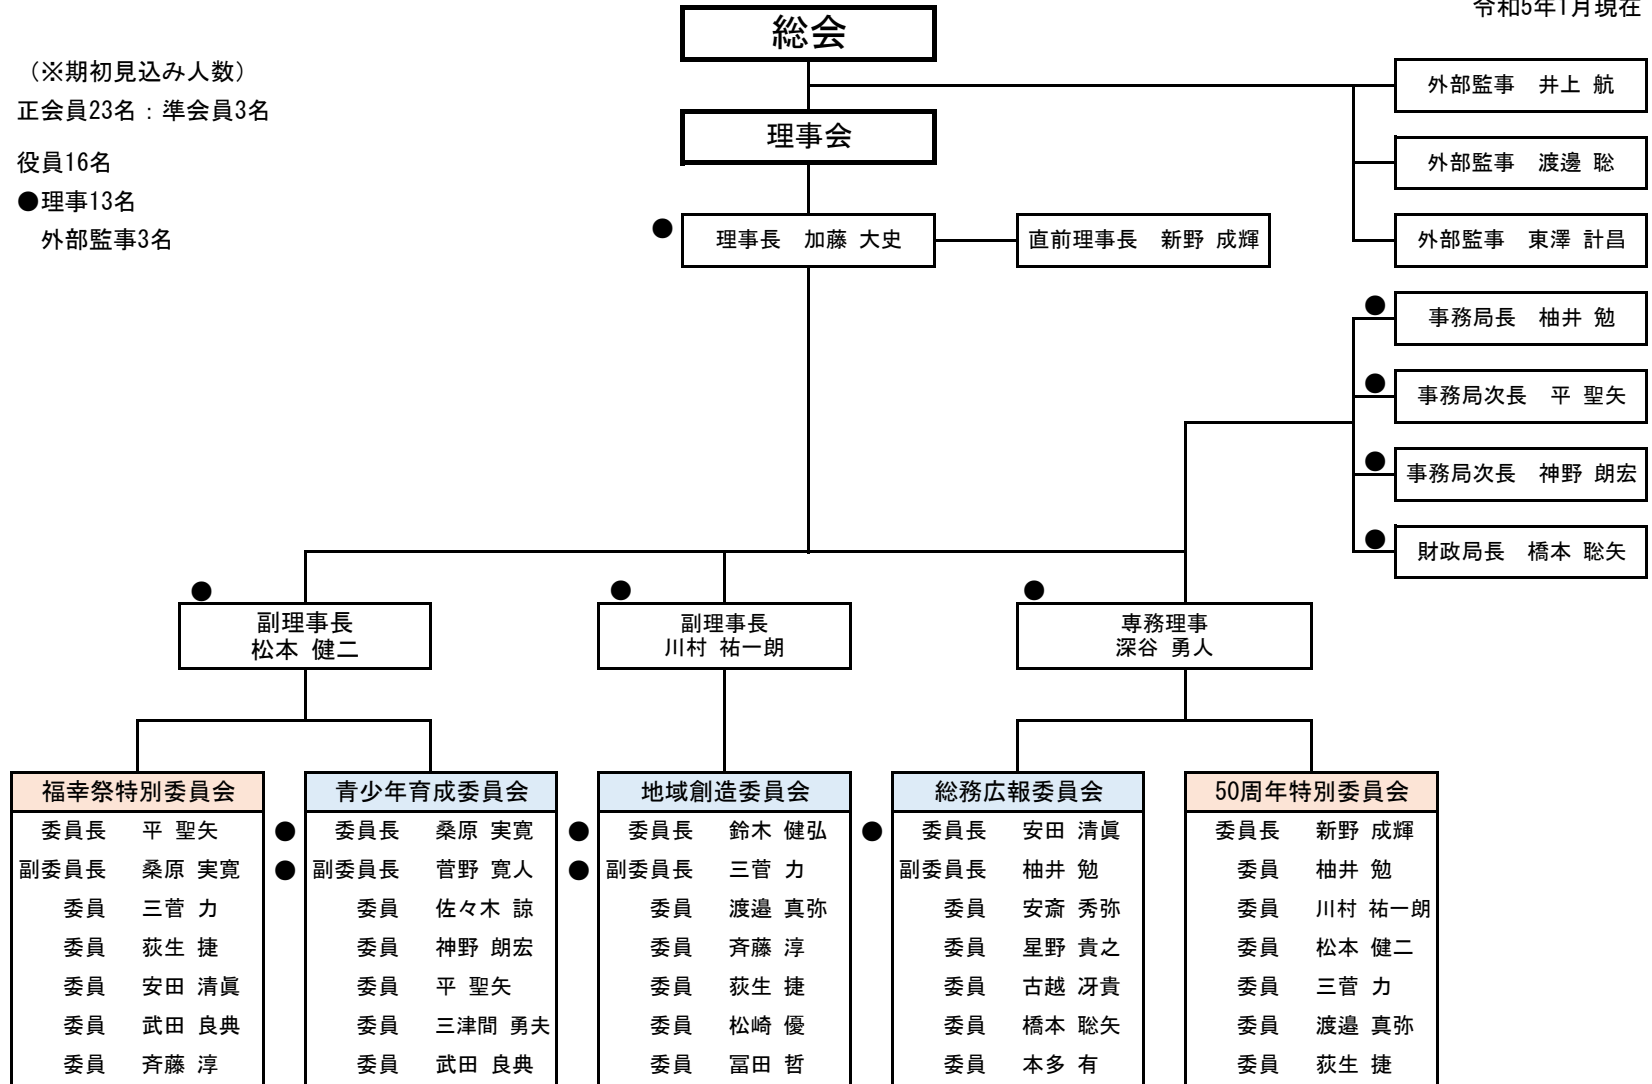 令和5年1月現在
総会
(※期初見込み人数)
正会員23名：準会員3名
役員16名
●理事13名
外部監事3名
理事会
● 理事長 加藤 大史
直前理事長 新野 成輝
外部監事 井上 航
外部監事 渡邊 聡
外部監事 東澤 計昌
● 事務局長 柚井 勉
● 事務局次長 平 聖矢
● 事務局次長 神野 朗宏
● 財政局長 橋本 聡矢
●
副理事長
松本 健二
●
副理事長
川村 祐一朗
●
専務理事
深谷 勇人
福幸祭特別委員会
委員長 平 聖矢
副委員長 桑原 実寛
委員 三菅 力
委員 荻生 捷
委員 安田 清眞
委員 武田 良典
委員 斉藤 淳
青少年育成委員会
● 委員長 桑原 実寛
● 副委員長 菅野 寛人
委員 佐々木 諒
委員 神野 朗宏
委員 平 聖矢
委員 三津間 勇夫
委員 武田 良典
地域創造委員会
● 委員長 鈴木 健弘
● 副委員長 三菅 力
委員 渡邉 真弥
委員 斉藤 淳
委員 荻生 捷
委員 松崎 優
委員 冨田 哲
総務広報委員会
● 委員長 安田 清眞
副委員長 柚井 勉
委員 安斎 秀弥
委員 星野 貴之
委員 古越 冴貴
委員 橋本 聡矢
委員 本多 有
50周年特別委員会
委員長 新野 成輝
委員 柚井 勉
委員 川村 祐一朗
委員 松本 健二
委員 三菅 力
委員 渡邉 真弥
委員 荻生 捷